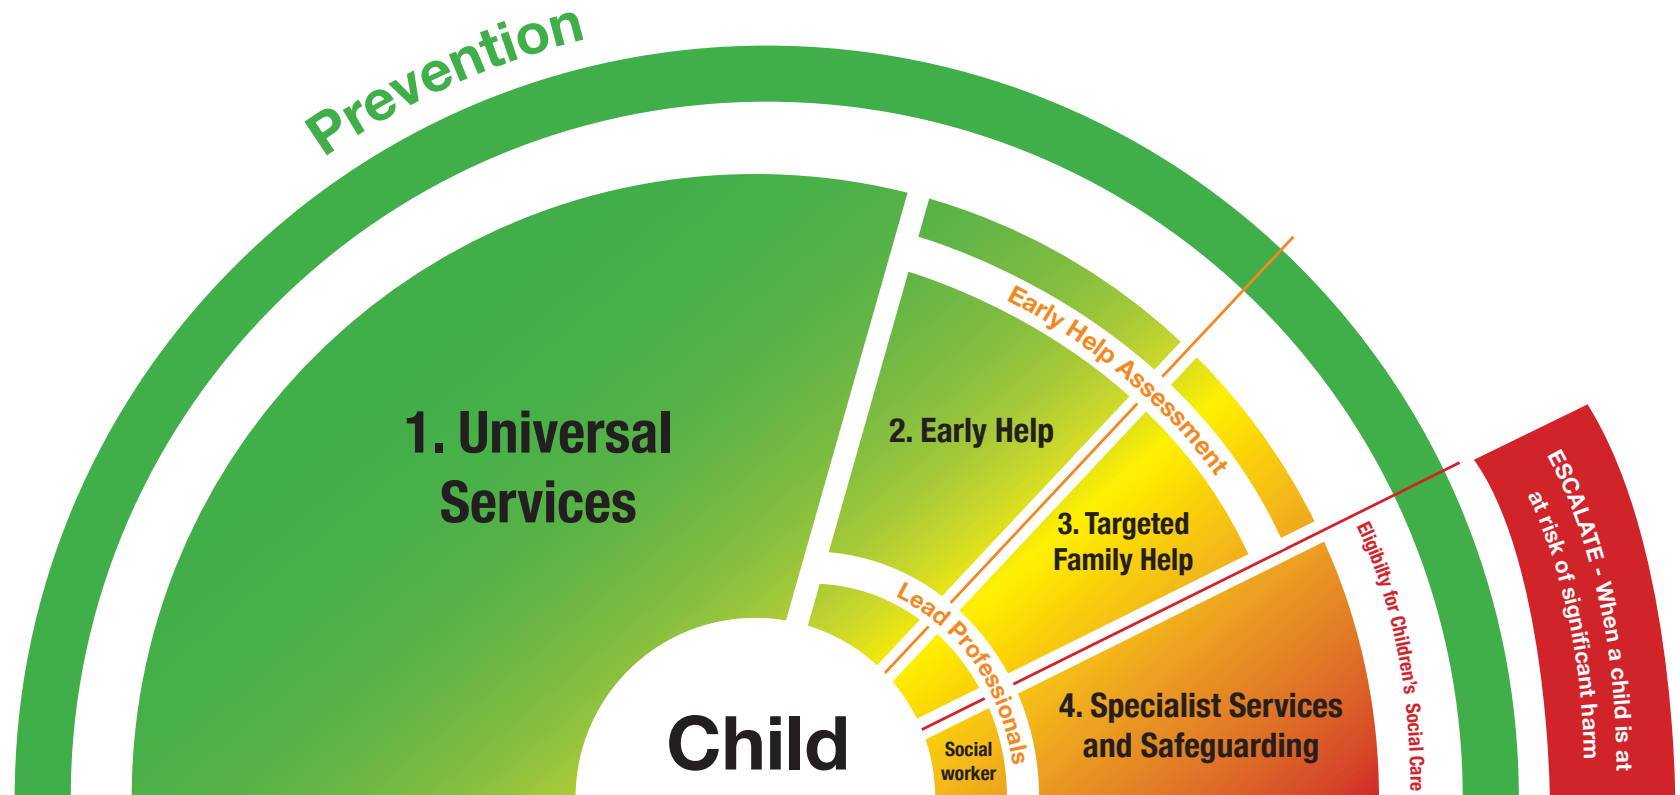 Prevention
1. Universal
Services
2. Early Help
Early Help Assessment
3. Targeted
Family Help
Lead Professionals
4. Specialist Services
and Safeguarding
Social
worker
Child
Eligibilty for Children's Social Care
ESCALATE - When a child is at
at risk of significant harm